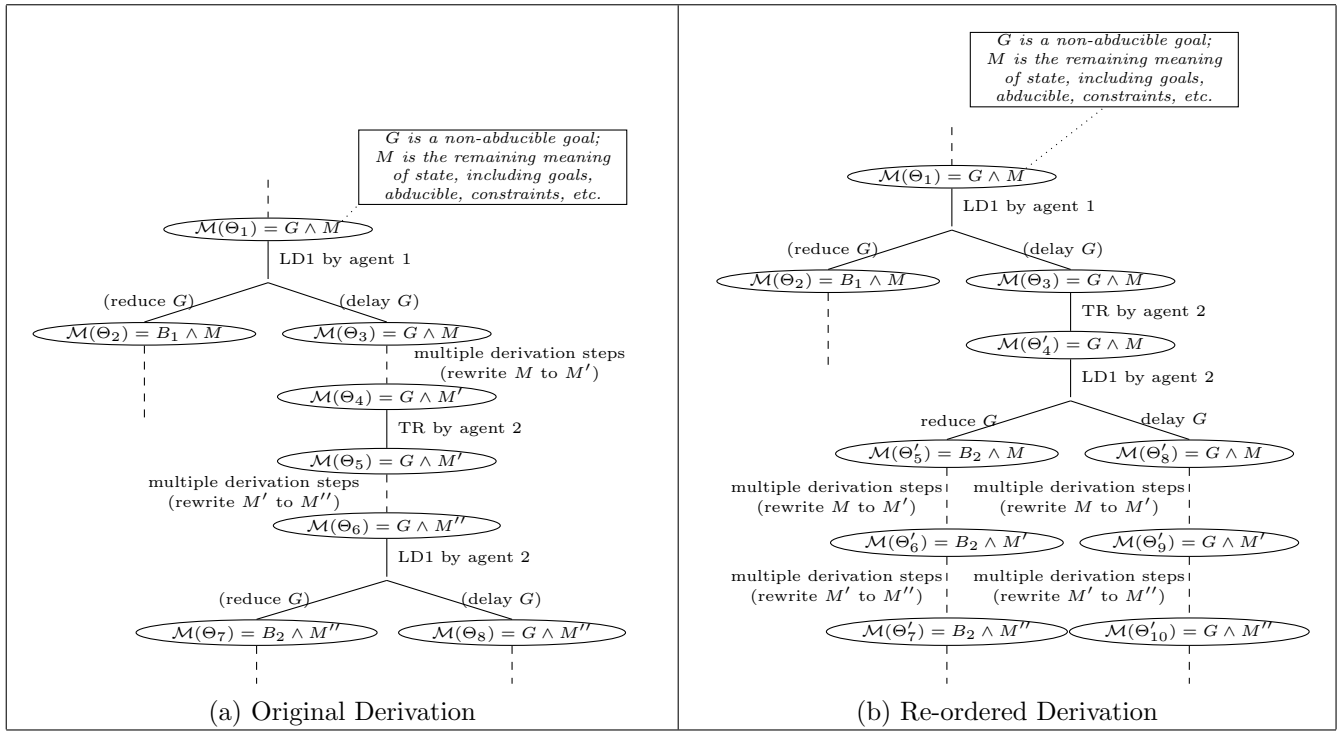 G is a non-abducible goal;
M is the remaining meaning
of state, including goals,
abducible, constraints, etc.
M(Θ₁) = G ∧ M
LD1 by agent 1
(reduce G)
(delay G)
M(Θ₂) = B₁ ∧ M
M(Θ₃) = G ∧ M
multiple derivation steps
(rewrite M to M′)
M(Θ₄) = G ∧ M′
TR by agent 2
M(Θ₅) = G ∧ M′
multiple derivation steps
(rewrite M′ to M′′)
M(Θ₆) = G ∧ M′′
LD1 by agent 2
(reduce G)
(delay G)
M(Θ₇) = B₂ ∧ M′′
M(Θ₈) = G ∧ M′′
(a) Original Derivation
G is a non-abducible goal;
M is the remaining meaning
of state, including goals,
abducible, constraints, etc.
M(Θ₁) = G ∧ M
LD1 by agent 1
(reduce G)
(delay G)
M(Θ₂) = B₁ ∧ M
M(Θ₃) = G ∧ M
TR by agent 2
M(Θ′₄) = G ∧ M
LD1 by agent 2
reduce G
delay G
M(Θ′₅) = B₂ ∧ M
M(Θ′₈) = G ∧ M
multiple derivation steps
(rewrite M to M′)
multiple derivation steps
(rewrite M to M′)
M(Θ′₆) = B₂ ∧ M′
M(Θ′₉) = G ∧ M′
multiple derivation steps
(rewrite M′ to M′′)
multiple derivation steps
(rewrite M′ to M′′)
M(Θ′₇) = B₂ ∧ M′′
M(Θ′₁₀) = G ∧ M′′
(b) Re-ordered Derivation